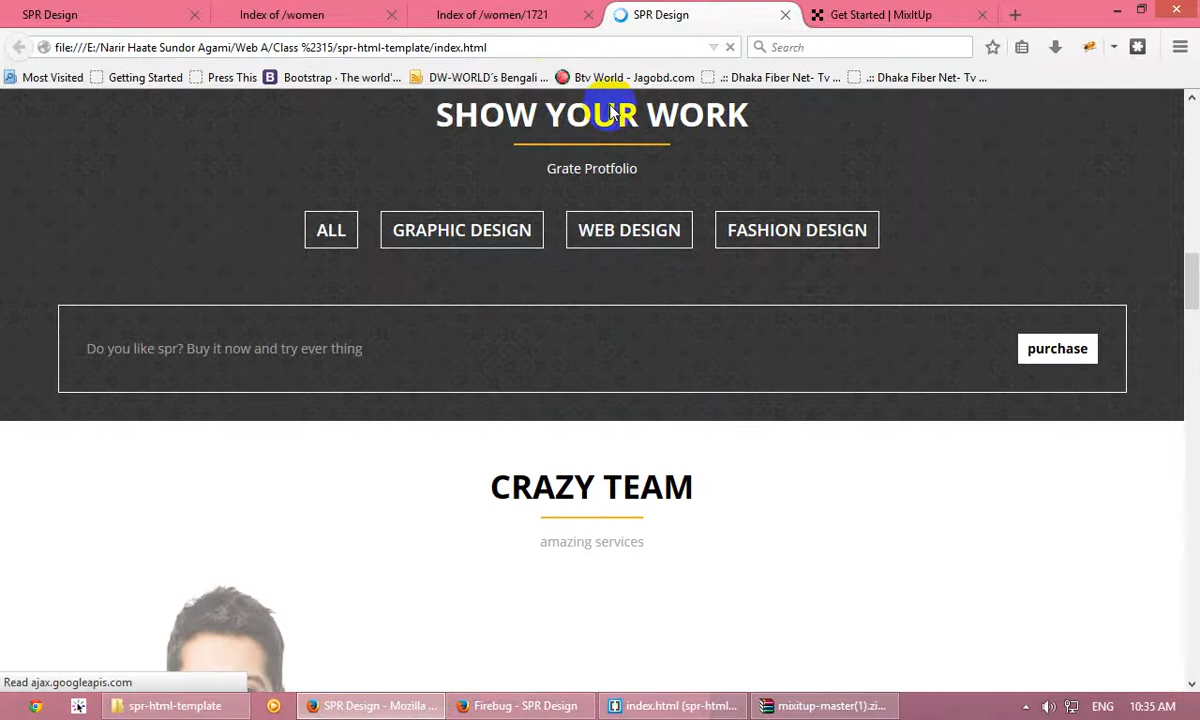 SPR Design
Index of /women
Index of /women/1721
SPR Design
Get Started | MixItUp
file:///E:/Narir Haate Sundor Agami/Web A/Class %2315/spr-html-template/index.html
Search
Most Visited
Getting Started
Press This
Bootstrap · The world'...
DW-WORLD´s Bengali ...
Btv World - Jagobd.com
.:: Dhaka Fiber Net- Tv ...
.:: Dhaka Fiber Net- Tv ...
SHOW YOUR WORK
Grate Protfolio
ALL
GRAPHIC DESIGN
WEB DESIGN
FASHION DESIGN
Do you like spr? Buy it now and try ever thing
purchase
CRAZY TEAM
amazing services
Read ajax.googleapis.com
spr-html-template
SPR Design - Mozilla ...
Firebug - SPR Design
index.html (spr-html...
mixitup-master(1).zi...
ENG
10:35 AM